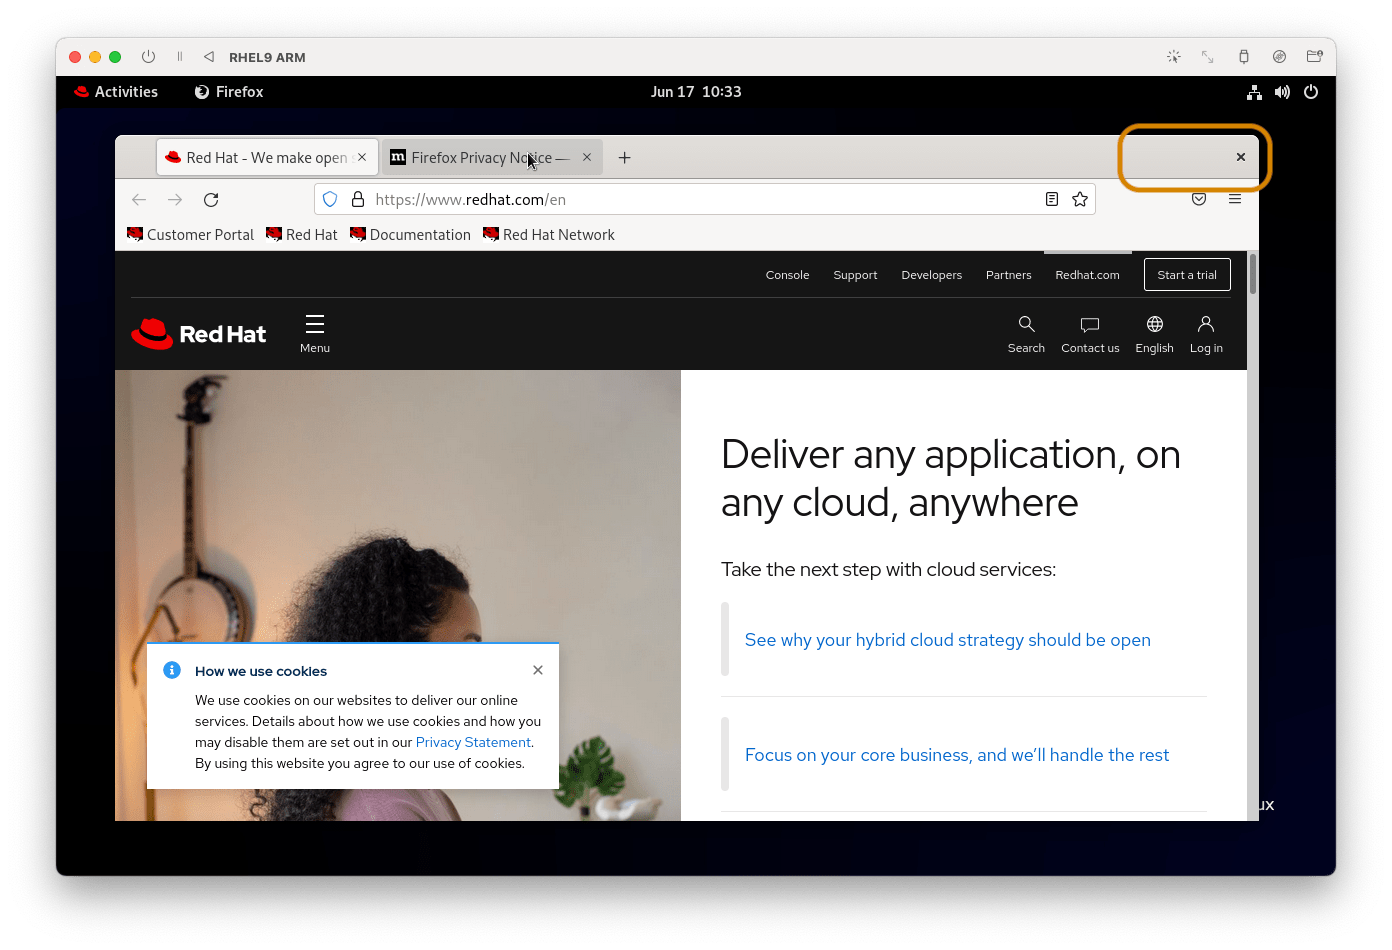 RHEL9 ARM
Activities Firefox Jun 17 10:33
Red Hat - We make open Firefox Privacy Notice —
https://www.redhat.com/en
Customer Portal Red Hat Documentation Red Hat Network
Console Support Developers Partners Redhat.com Start a trial
Red Hat
Menu Search Contact us English Log in
Deliver any application, on
any cloud, anywhere
Take the next step with cloud services:
See why your hybrid cloud strategy should be open
How we use cookies
We use cookies on our websites to deliver our online
services. Details about how we use cookies and how you
may disable them are set out in our Privacy Statement.
By using this website you agree to our use of cookies.
Focus on your core business, and we’ll handle the rest
ux